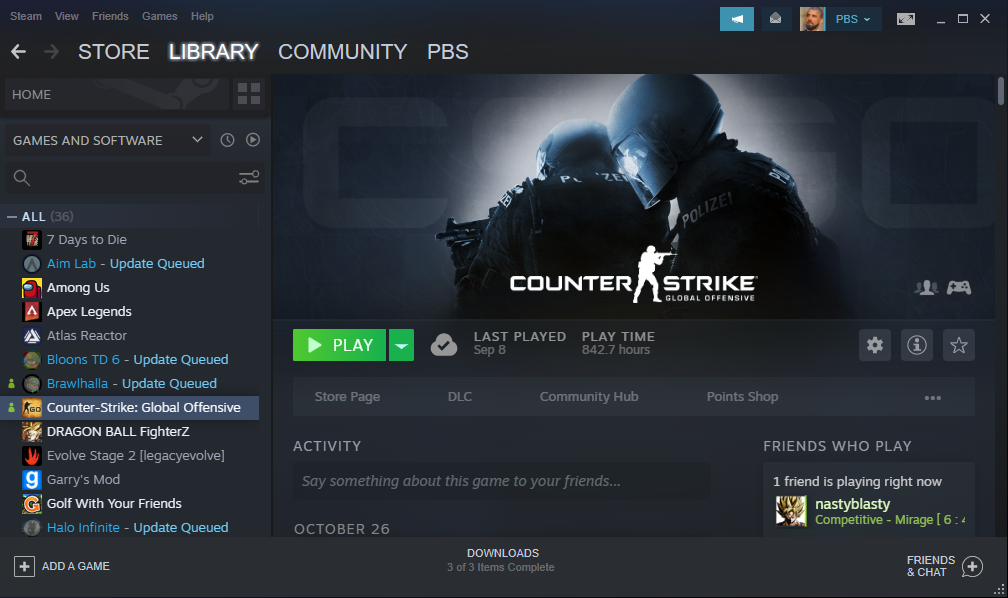 Steam View Friends Games Help
PBS
STORE LIBRARY COMMUNITY PBS
HOME
GAMES AND SOFTWARE
ALL (36)
7 Days to Die
Aim Lab - Update Queued
Among Us
Apex Legends
Atlas Reactor
Bloons TD 6 - Update Queued
Brawlhalla - Update Queued
Counter-Strike: Global Offensive
DRAGON BALL FighterZ
Evolve Stage 2 [legacyevolve]
Garry's Mod
Golf With Your Friends
Halo Infinite - Update Queued
CS:GO
POLIZEI
POLIZEI
COUNTER STRIKE
GLOBAL OFFENSIVE
PLAY
LAST PLAYED
Sep 8
PLAY TIME
842.7 hours
Store Page DLC Community Hub Points Shop
ACTIVITY
Say something about this game to your friends...
OCTOBER 26
FRIENDS WHO PLAY
1 friend is playing right now
nastyblasty
Competitive - Mirage [ 6 : 4
ADD A GAME
DOWNLOADS
3 of 3 Items Complete
FRIENDS
& CHAT